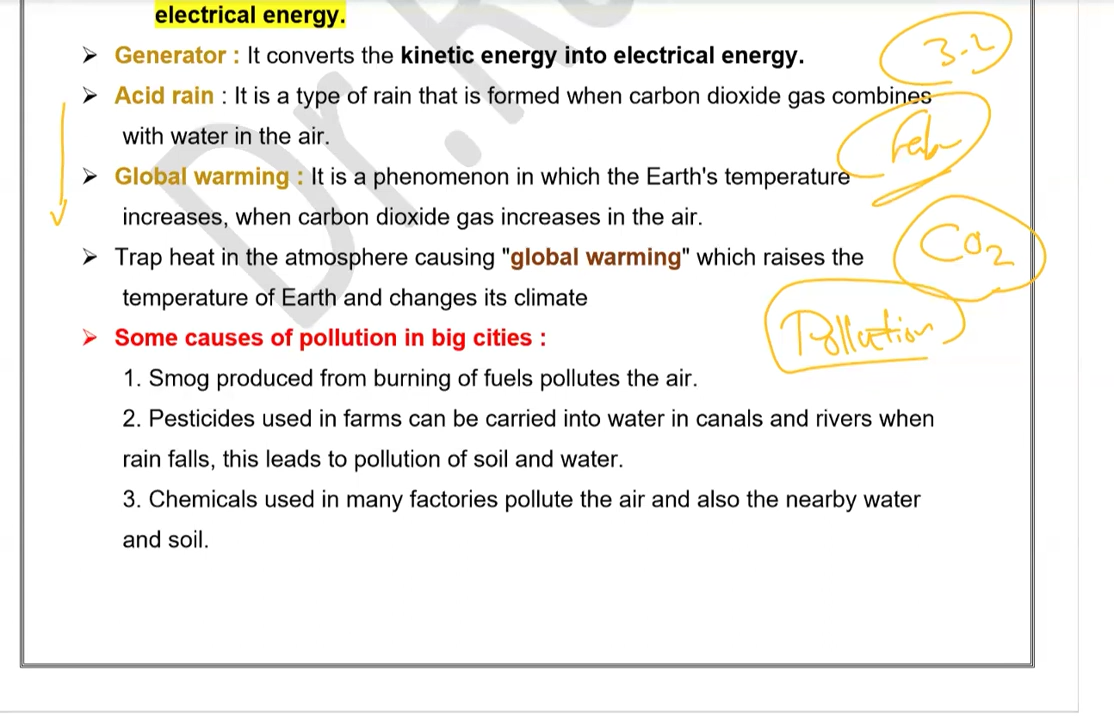 electrical energy.
➤ Generator : It converts the kinetic energy into electrical energy.
3-2
➤ Acid rain : It is a type of rain that is formed when carbon dioxide gas combines
with water in the air.
➤ Global warming : It is a phenomenon in which the Earth's temperature
increases, when carbon dioxide gas increases in the air.
CO2
➤ Trap heat in the atmosphere causing "global warming" which raises the
temperature of Earth and changes its climate
Pollution
➤ Some causes of pollution in big cities :
1. Smog produced from burning of fuels pollutes the air.
2. Pesticides used in farms can be carried into water in canals and rivers when
rain falls, this leads to pollution of soil and water.
3. Chemicals used in many factories pollute the air and also the nearby water
and soil.